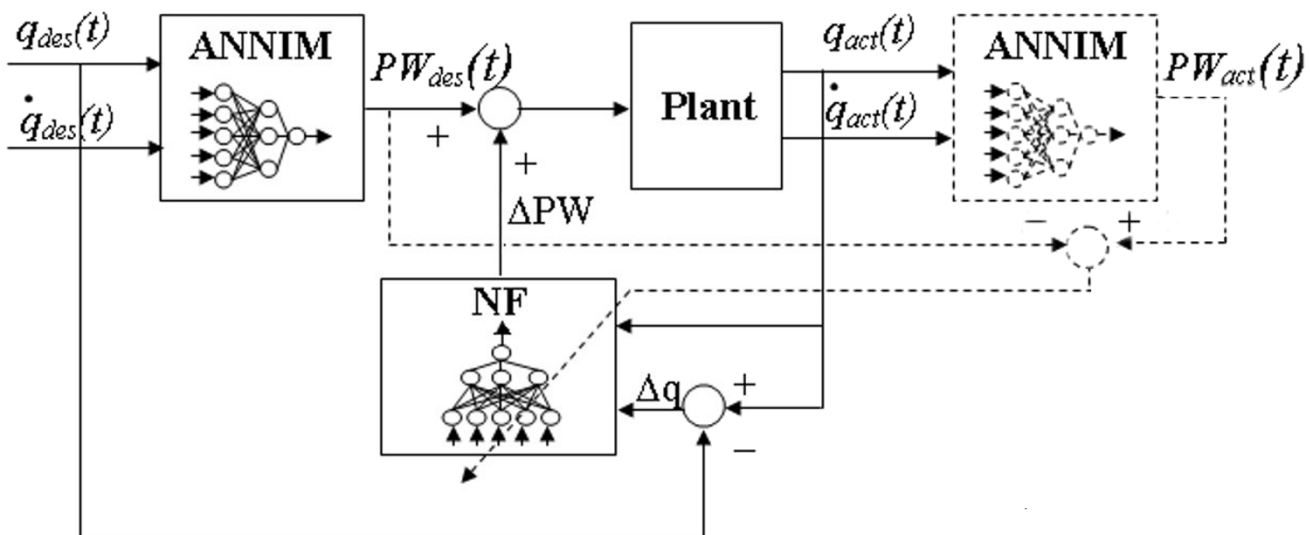 q_des(t)
ANNIM
PW_des(t)
q̇_des(t)
+
+
ΔPW
Plant
q_act(t)
q̇_act(t)
ANNIM
PW_act(t)
−
+
NF
Δq
+
−